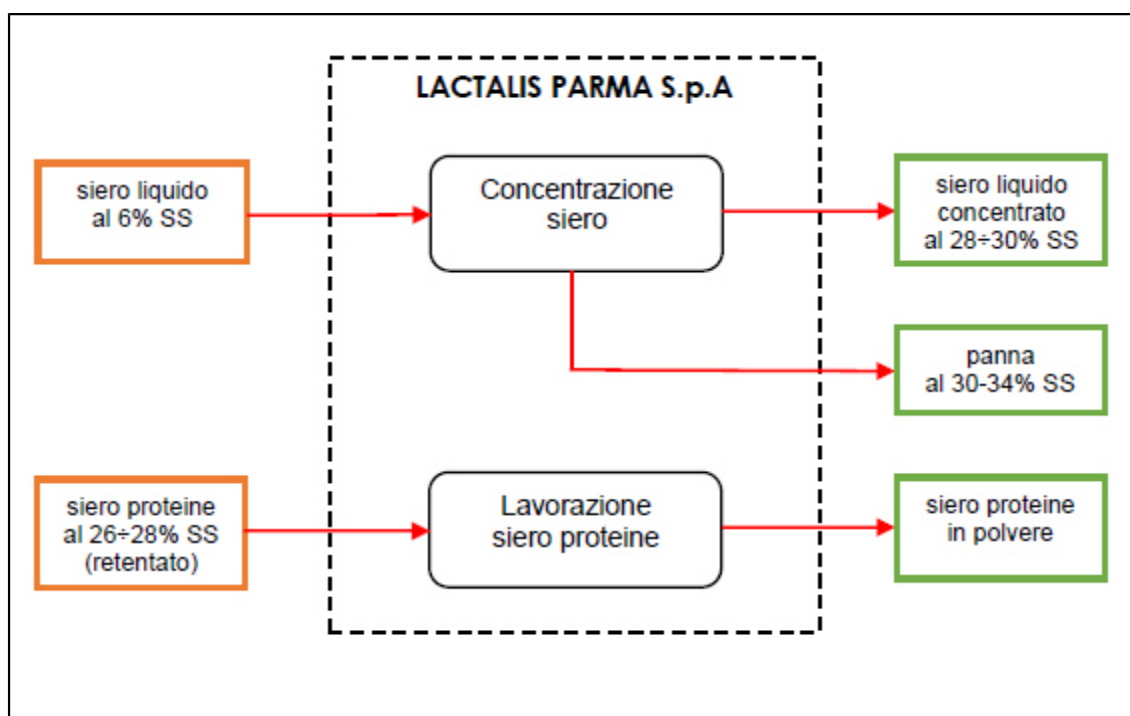 LACTALIS PARMA S.p.A
siero liquido
al 6% SS
Concentrazione
siero
siero liquido
concentrato
al 28÷30% SS
panna
al 30-34% SS
siero proteine
al 26÷28% SS
(retentato)
Lavorazione
siero proteine
siero proteine
in polvere